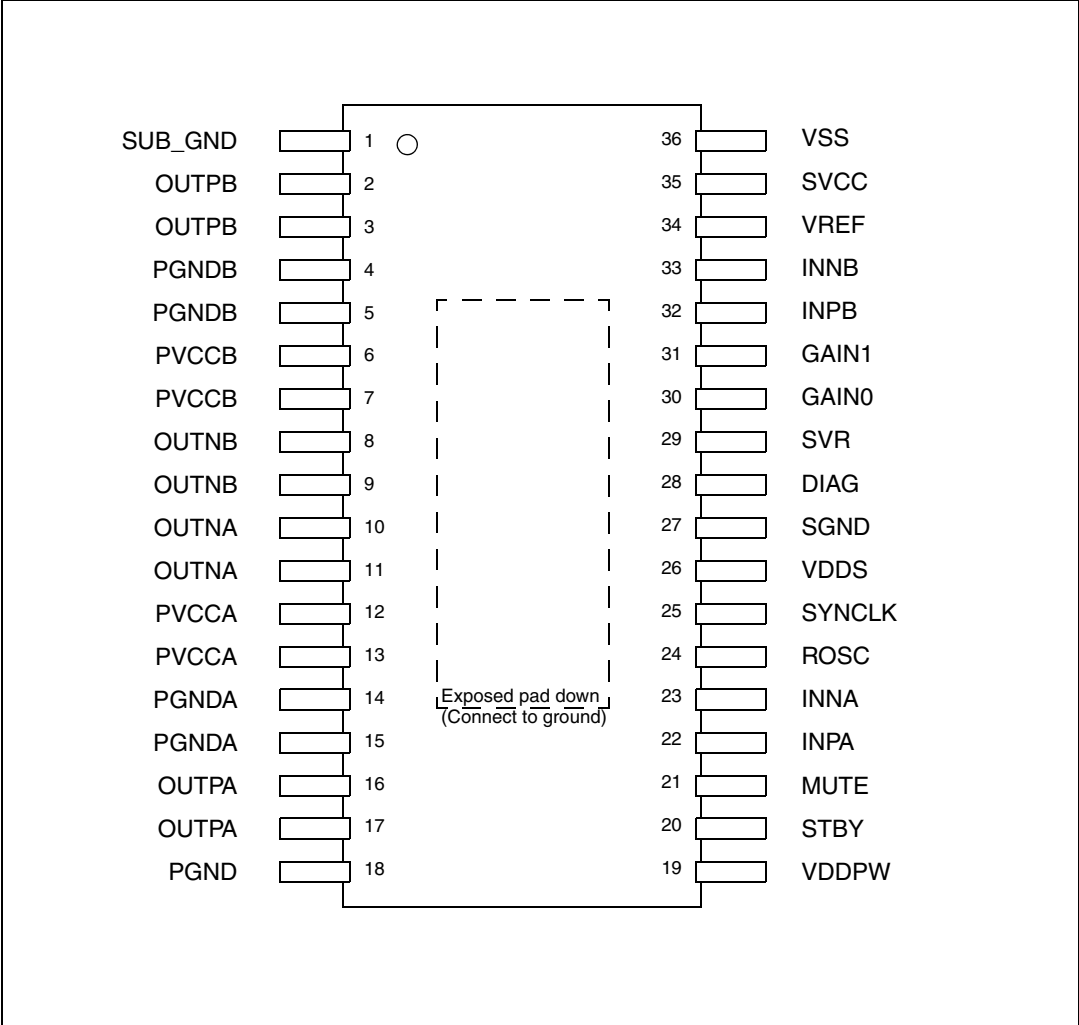 SUB_GND 1 36 VSS
OUTPB 2 35 SVCC
OUTPB 3 34 VREF
PGNDB 4 33 INNB
PGNDB 5 32 INPB
PVCCB 6 31 GAIN1
PVCCB 7 30 GAIN0
OUTNB 8 29 SVR
OUTNB 9 28 DIAG
OUTNA 10 27 SGND
OUTNA 11 26 VDDS
PVCCA 12 25 SYNCLK
PVCCA 13 24 ROSC
PGNDA 14 23 INNA
Exposed pad down
(Connect to ground)
PGNDA 15 22 INPA
OUTPA 16 21 MUTE
OUTPA 17 20 STBY
PGND 18 19 VDDPW